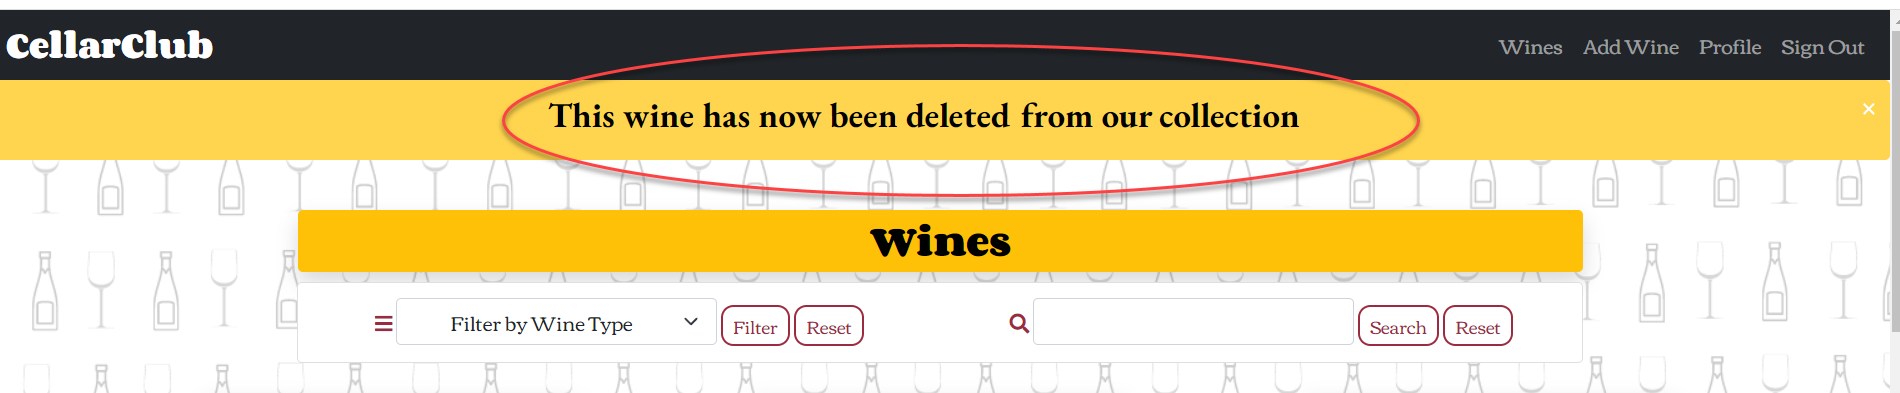 CellarClub
Wines Add Wine Profile Sign Out
This wine has now been deleted from our collection
×
Wines
Filter by Wine Type Filter Reset Search Reset